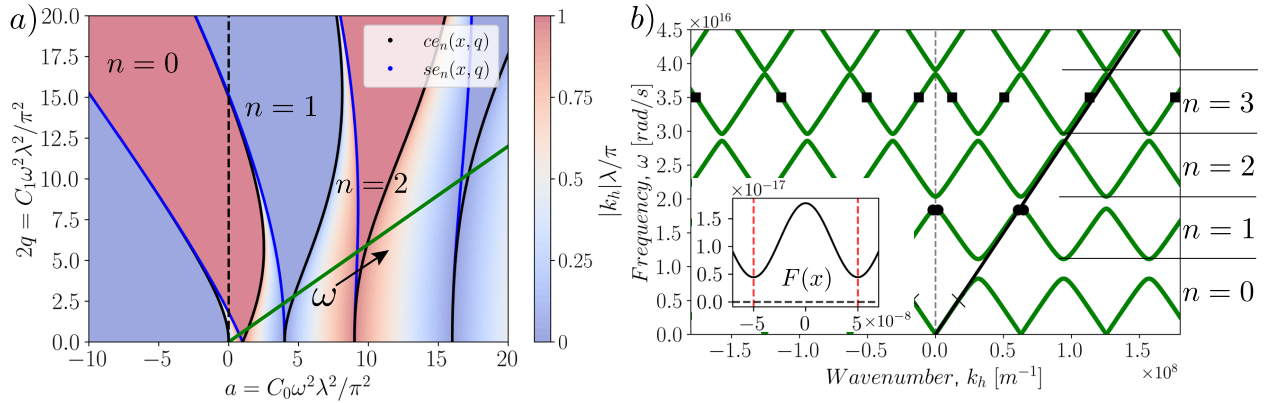 a)
20.0
17.5
15.0
12.5
10.0
7.5
5.0
2.5
0.0
2q = C₁ω²λ²/π²
−10
−5
0
5
10
15
20
a = C₀ω²λ²/π²
n = 0
n = 1
n = 2
ω
ceₙ(x, q)
seₙ(x, q)
1
0.75
0.5
0.25
0
|kₕ|λ/π
b)
×10¹⁶
4.5
4.0
3.5
3.0
2.5
2.0
1.5
1.0
0.5
0.0
Frequency, ω [rad/s]
−1.5
−1.0
−0.5
0.0
0.5
1.0
1.5
×10⁸
Wavenumber, kₕ [m⁻¹]
n = 3
n = 2
n = 1
n = 0
×10⁻¹⁷
1.5
1.0
0.5
0.0
F(x)
−5
0
5
×10⁻⁸